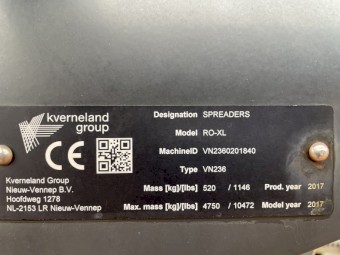 kverneland
group
CE
Designation SPREADERS
Model RO-XL
MachineID VN2360201840
Type VN236
Mass [kg]/[lbs] 520 / 1146 Prod. year 2017
Max. mass [kg]/[lbs] 4750 / 10472 Model year 2017
Kverneland Group
Nieuw-Vennep B.V.
Hoofdweg 1278
NL-2153 LR Nieuw-Vennep